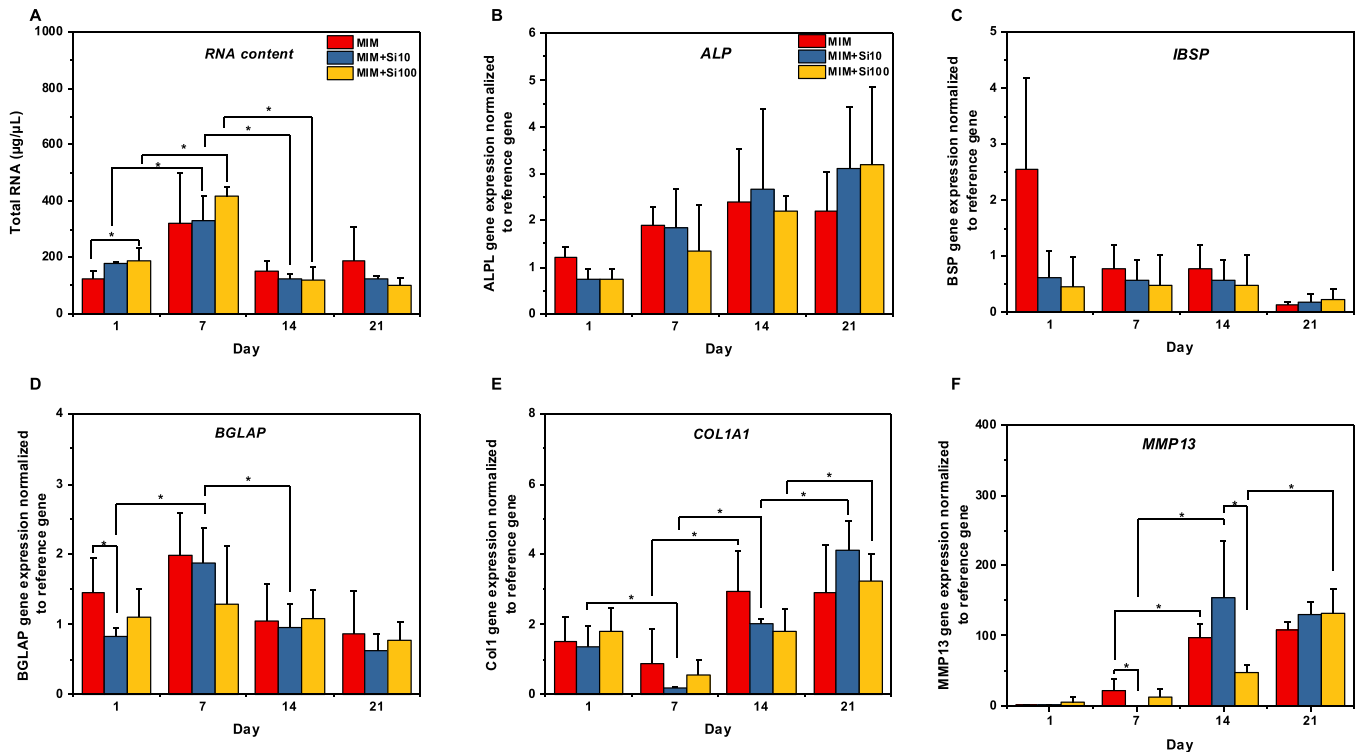 A
RNA content
MIM
MIM+Si10
MIM+Si100
Total RNA (µg/µL)
1000
800
600
400
200
0
*
*
*
*
*
1
7
14
21
Day
B
ALP
MIM
MIM+Si10
MIM+Si100
ALPL gene expression normalized
to reference gene
6
5
4
3
2
1
0
1
7
14
21
Day
C
IBSP
BSP gene expression normalized
to reference gene
5
4
3
2
1
0
1
7
14
21
Day
D
BGLAP
BGLAP gene expression normalized
to reference gene
4
3
2
1
0
*
*
*
1
7
14
21
Day
E
COL1A1
Col1 gene expression normalized
to reference gene
8
6
4
2
0
*
*
*
*
*
1
7
14
21
Day
F
MMP13
MMP13 gene expression normalized
to reference gene
400
300
200
100
0
*
*
*
*
*
1
7
14
21
Day